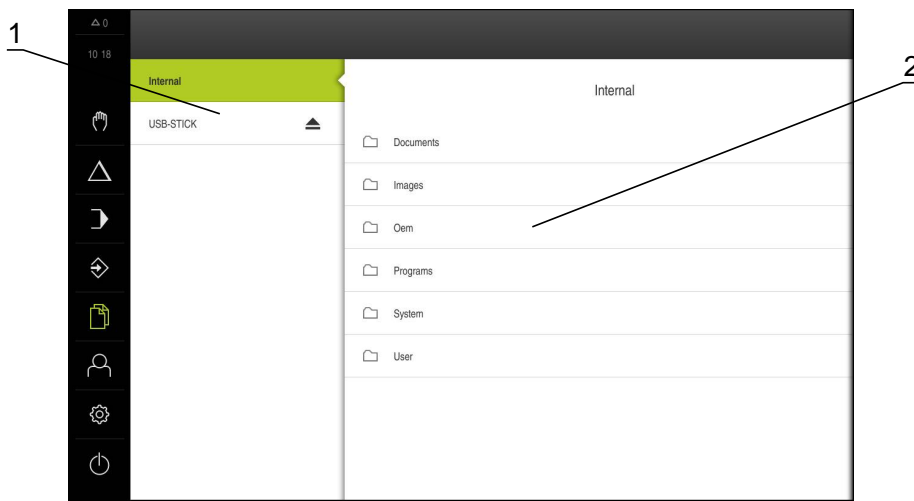 1
△ 0
10 18
2
Internal
USB-STICK
Internal
Documents
Images
Oem
Programs
System
User